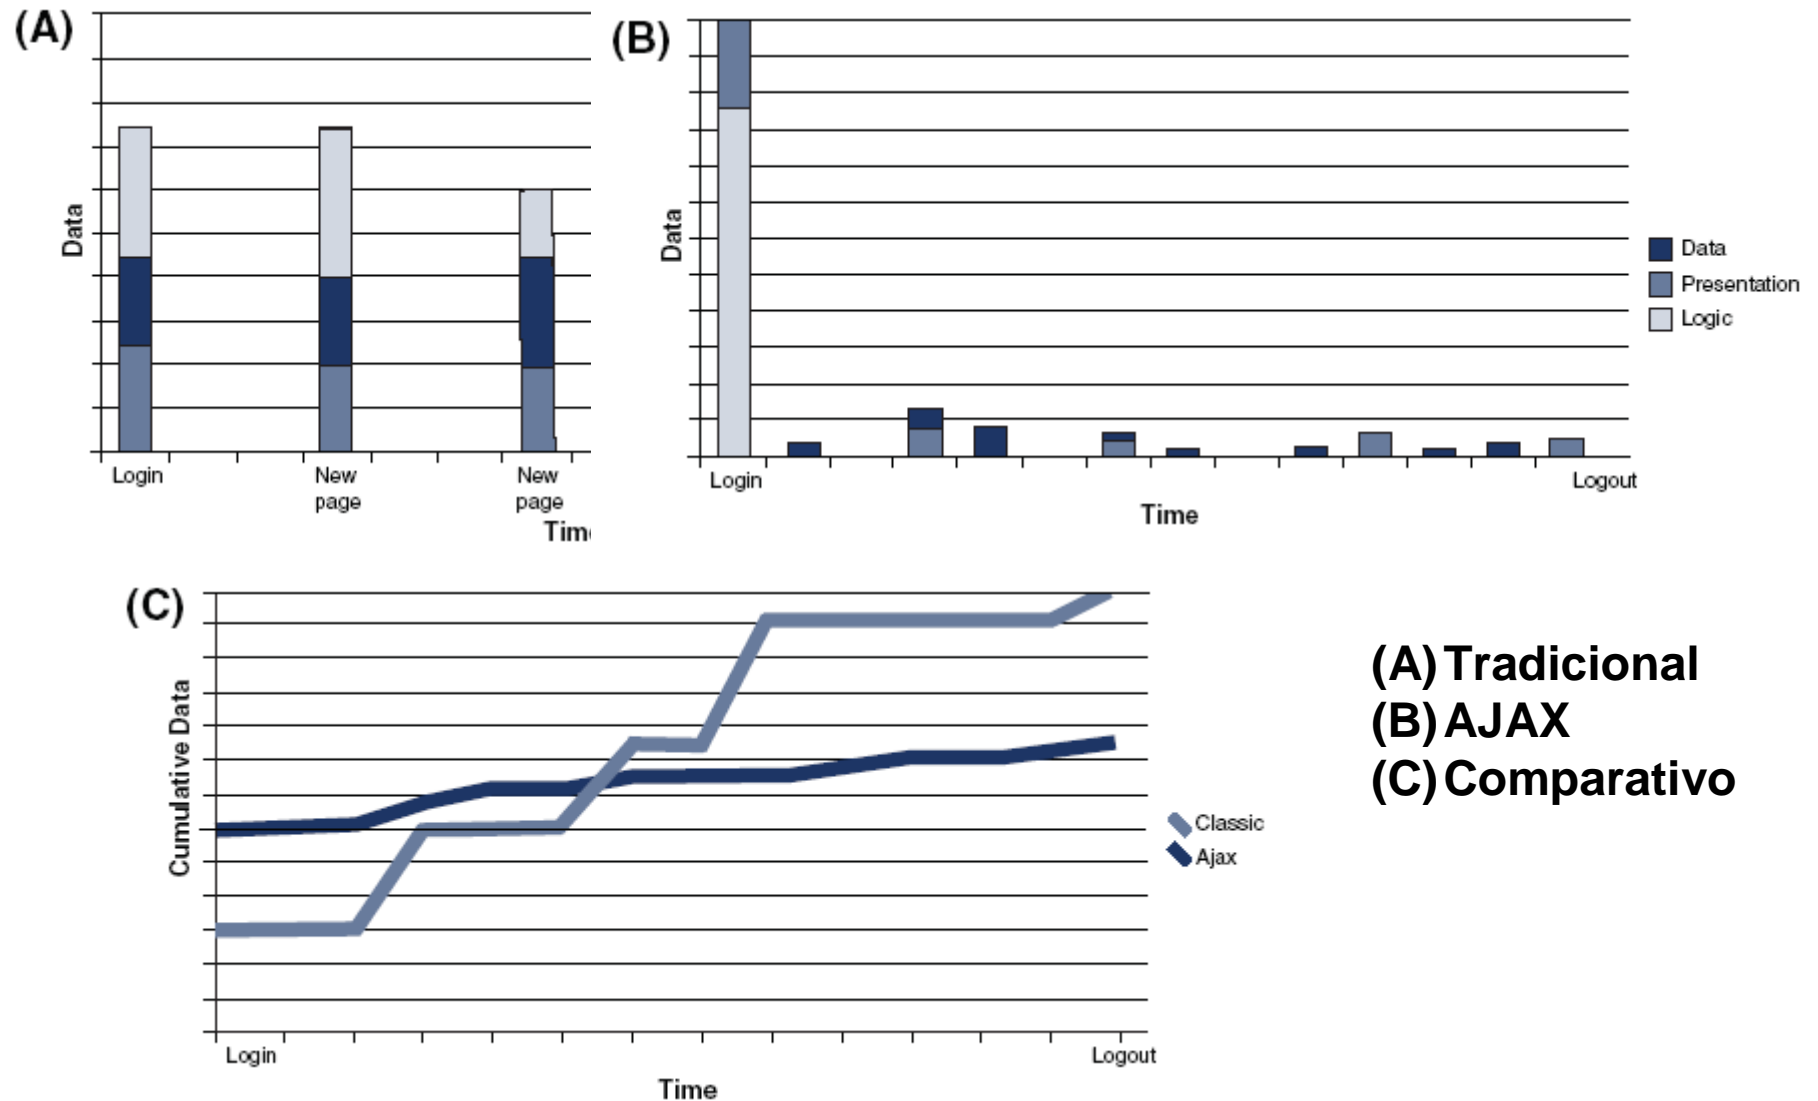 (A)
Data
Login
New
page
New
page
Tim
(B)
Data
Login
Logout
Time
Data
Presentation
Logic
(C)
Cumulative Data
Login
Logout
Time
Classic
Ajax
(A) Tradicional
(B) AJAX
(C) Comparativo